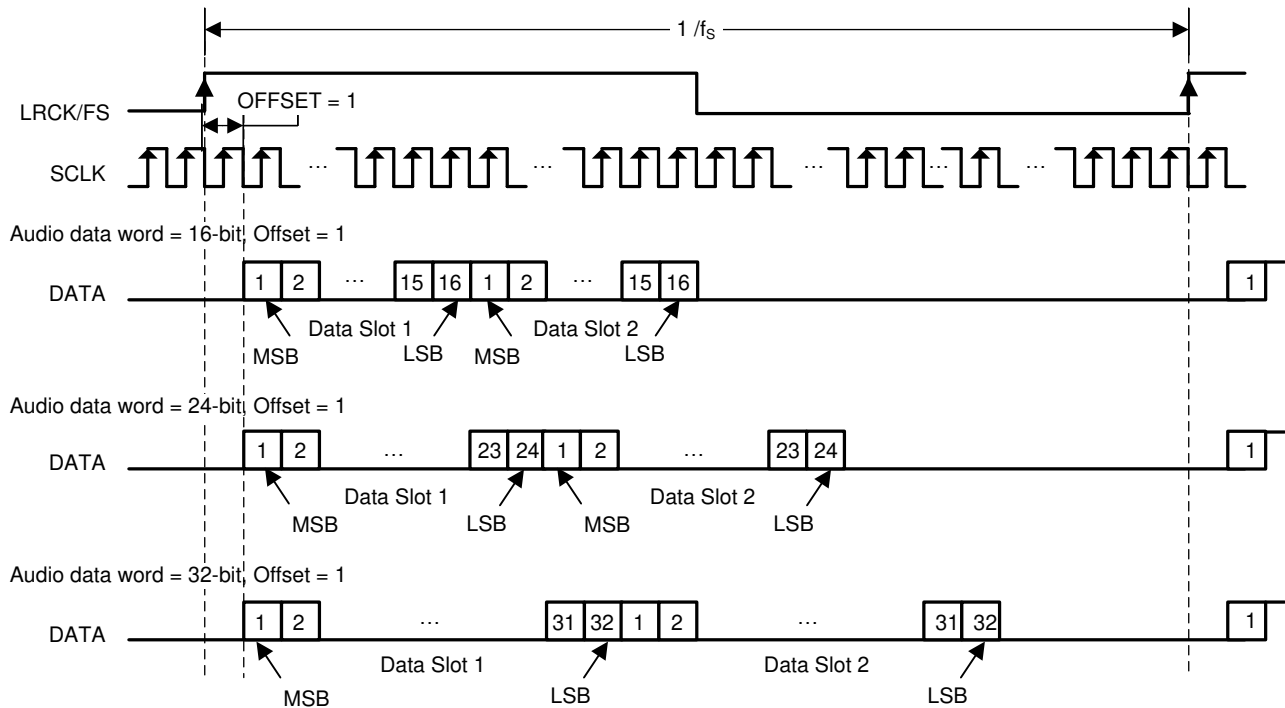 1 /fS
LRCK/FS
OFFSET = 1
SCLK
... ... ... ... ...
Audio data word = 16-bit, Offset = 1
DATA
1 2 ... 15 16 1 2 ... 15 16 1
Data Slot 1 Data Slot 2
MSB LSB MSB LSB
Audio data word = 24-bit, Offset = 1
DATA
1 2 ... 23 24 1 2 ... 23 24 1
Data Slot 1 Data Slot 2
MSB LSB MSB LSB
Audio data word = 32-bit, Offset = 1
DATA
1 2 ... 31 32 1 2 ... 31 32 1
Data Slot 1 Data Slot 2
MSB LSB LSB